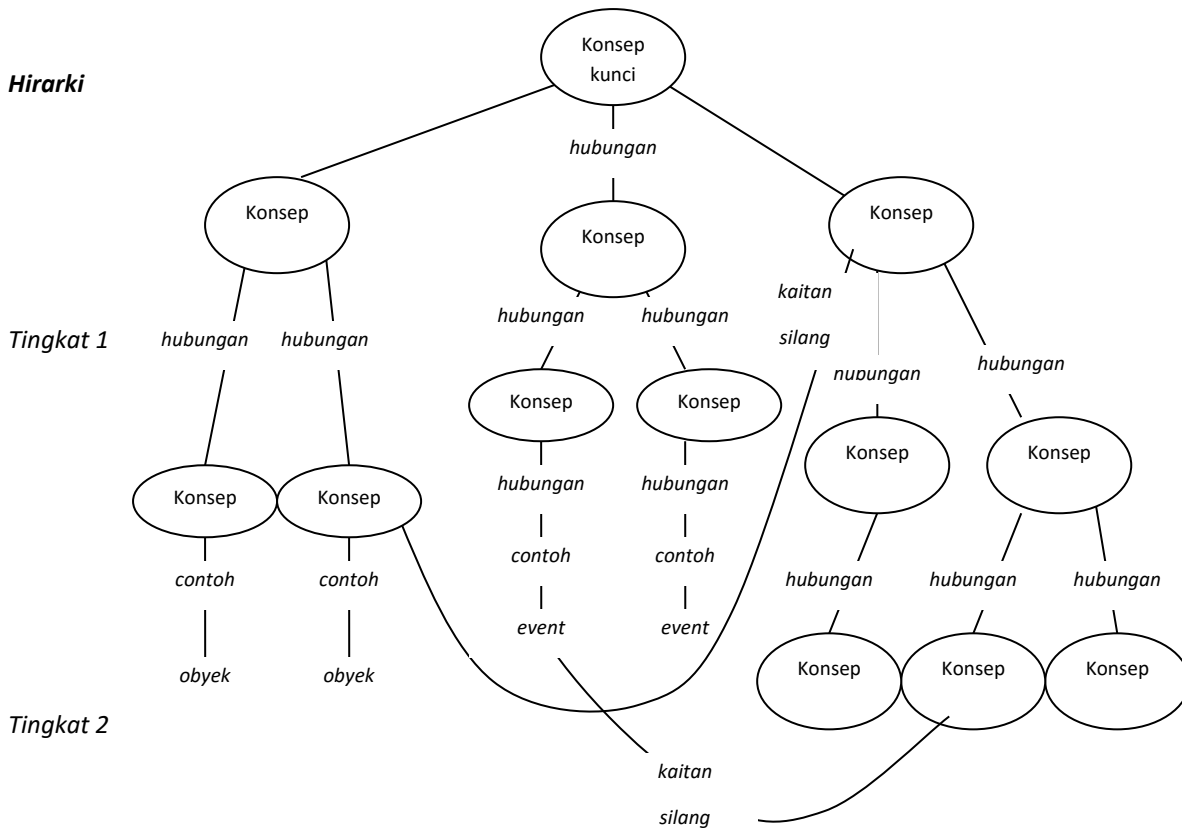 Konsep
kunci
Hirarki
hubungan
Konsep
Konsep
Konsep
kaitan
silang
hubungan
hubungan
Tingkat 1
hubungan
hubungan
hubungan
hubungan
Konsep
Konsep
Konsep
Konsep
hubungan
hubungan
Konsep
Konsep
contoh
contoh
contoh
contoh
hubungan
hubungan
hubungan
event
event
obyek
obyek
Konsep
Konsep
Konsep
Tingkat 2
kaitan
silang